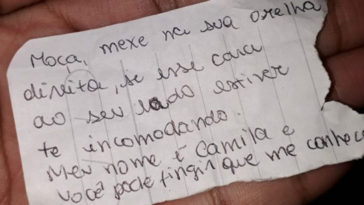 Moça, mexe na sua orelha
direita, se esse cara
ao seu lado estiver
te incomodando.
Meu nome é Camila e
você pode fingir que me conhece